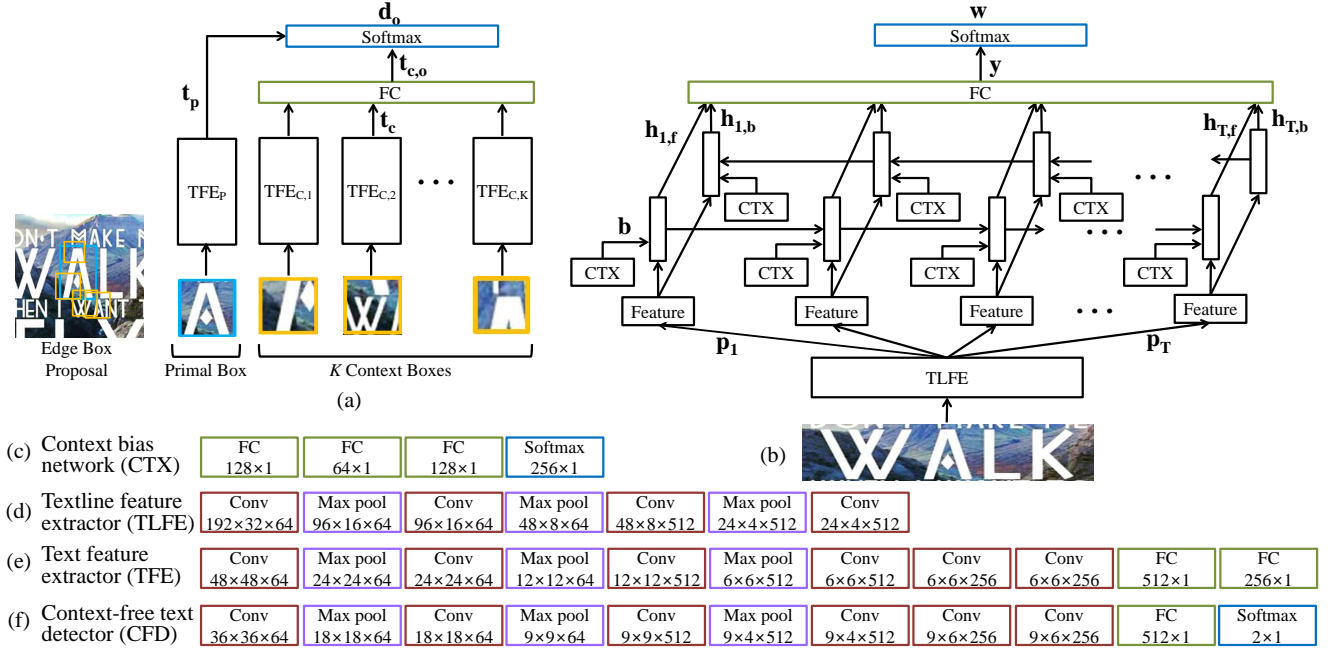 d_o
Softmax
t_c,o
FC
t_p
t_c
TFE_P
TFE_C,1
TFE_C,2
• • •
TFE_C,K
DON'T MAKE M
WALK
HEN I WANT T
FLY
A
W
Edge Box
Proposal
Primal Box
K Context Boxes
(a)
w
Softmax
y
FC
h_1,f
h_1,b
h_T,f
h_T,b
CTX
CTX
CTX
• • •
b
CTX
CTX
CTX
• • •
CTX
Feature
Feature
Feature
• • •
Feature
p_1
p_T
TLFE
DON'T MAKE ME
WALK
(b)
(c) Context bias network (CTX)
FC 128×1
FC 64×1
FC 128×1
Softmax 256×1
(d) Textline feature extractor (TLFE)
Conv 192×32×64
Max pool 96×16×64
Conv 96×16×64
Max pool 48×8×64
Conv 48×8×512
Max pool 24×4×512
Conv 24×4×512
(e) Text feature extractor (TFE)
Conv 48×48×64
Max pool 24×24×64
Conv 24×24×64
Max pool 12×12×64
Conv 12×12×512
Max pool 6×6×512
Conv 6×6×512
Conv 6×6×256
Conv 6×6×256
FC 512×1
FC 256×1
(f) Context-free text detector (CFD)
Conv 36×36×64
Max pool 18×18×64
Conv 18×18×64
Max pool 9×9×64
Conv 9×9×512
Max pool 9×4×512
Conv 9×4×512
Conv 9×6×256
Conv 9×6×256
FC 512×1
Softmax 2×1